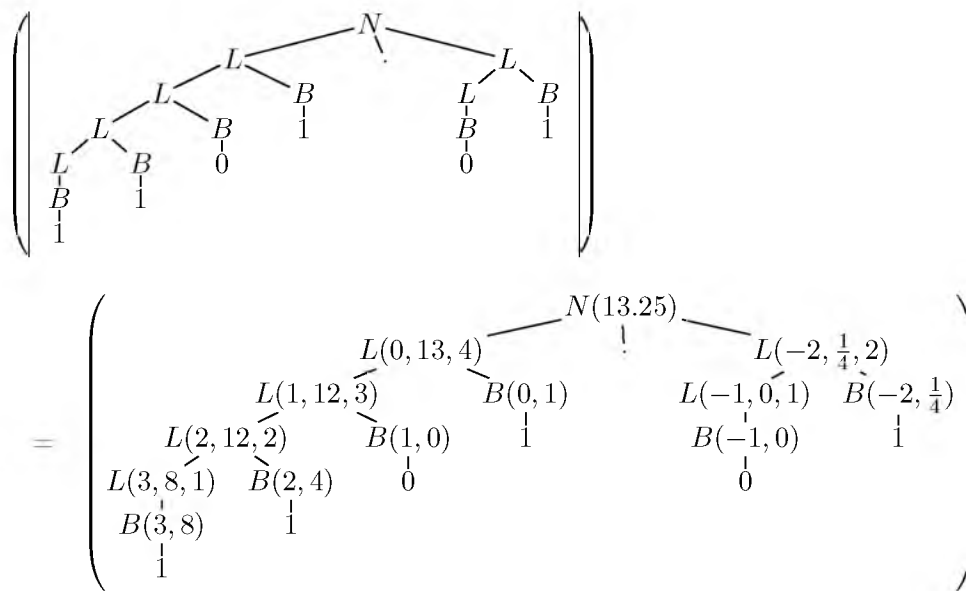 N
L . L
L B L B
L B 1 B 1
L B 0 0
B 1
1
N(13.25)
L(0, 13, 4) . L(−2, 1/4, 2)
L(1, 12, 3) B(0, 1) L(−1, 0, 1) B(−2, 1/4)
= L(2, 12, 2) B(1, 0) 1 B(−1, 0) 1
L(3, 8, 1) B(2, 4) 0 0
B(3, 8) 1
1